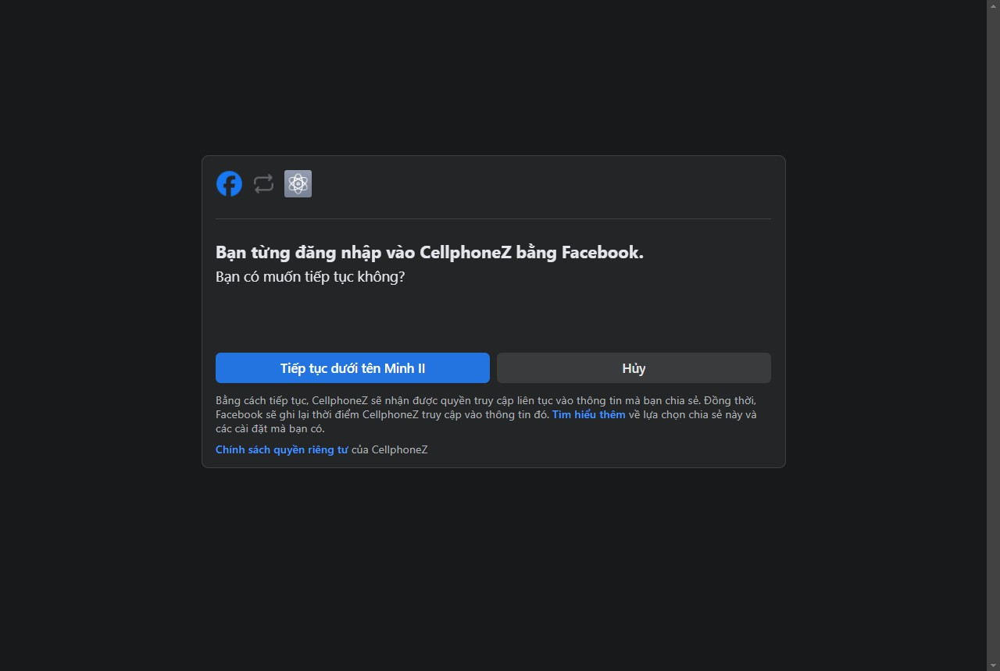 Bạn từng đăng nhập vào CellphoneZ bằng Facebook.
Bạn có muốn tiếp tục không?
Tiếp tục dưới tên Minh II
Hủy
Bằng cách tiếp tục, CellphoneZ sẽ nhận được quyền truy cập liên tục vào thông tin mà bạn chia sẻ. Đồng thời,
Facebook sẽ ghi lại thời điểm CellphoneZ truy cập vào thông tin đó. Tìm hiểu thêm về lựa chọn chia sẻ này và
các cài đặt mà bạn có.
Chính sách quyền riêng tư của CellphoneZ